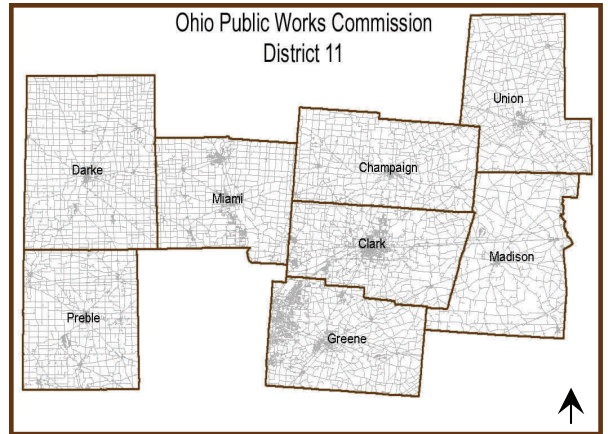 Ohio Public Works Commission
District 11
Union
Darke
Champaign
Miami
Clark
Madison
Preble
Greene